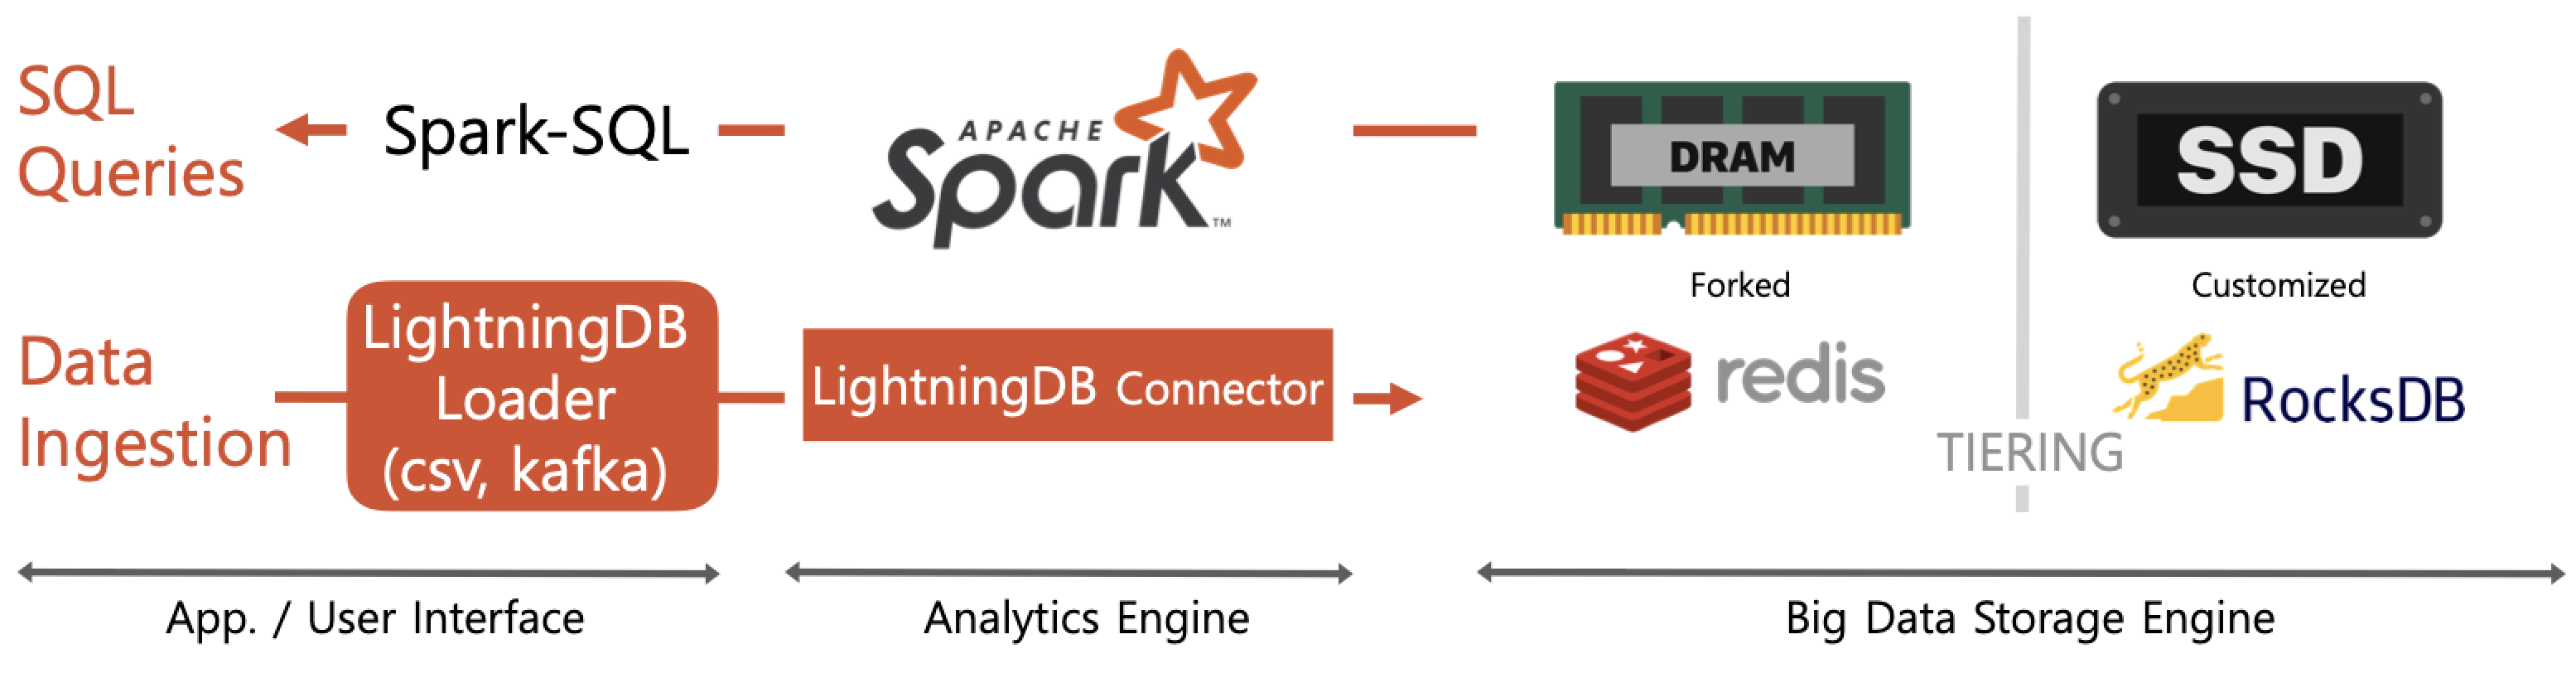 SQL
Queries
Spark-SQL
APACHE
Spark™
DRAM
SSD
Forked
Customized
Data
Ingestion
LightningDB
Loader
(csv, kafka)
LightningDB Connector
redis
RocksDB
TIERING
App. / User Interface
Analytics Engine
Big Data Storage Engine